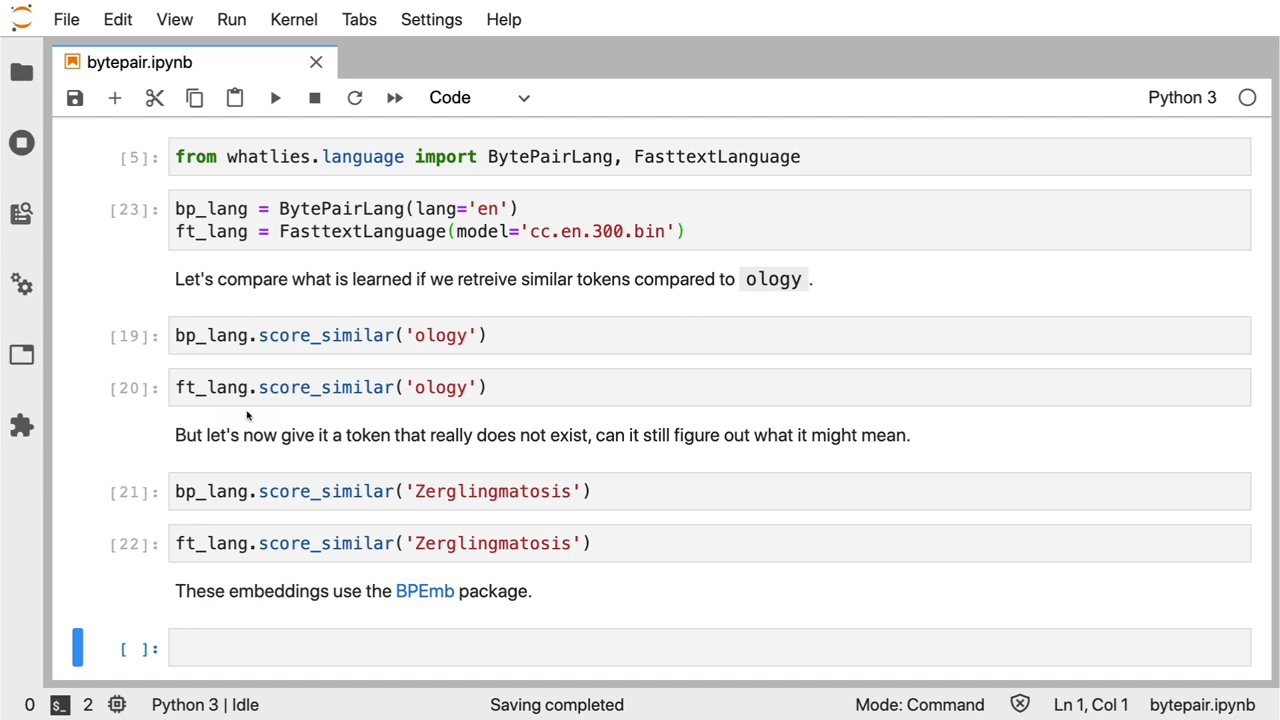 File Edit View Run Kernel Tabs Settings Help
bytepair.ipynb
Code
Python 3
[5]: from whatlies.language import BytePairLang, FasttextLanguage
[23]: bp_lang = BytePairLang(lang='en')
ft_lang = FasttextLanguage(model='cc.en.300.bin')
Let's compare what is learned if we retreive similar tokens compared to ology.
[19]: bp_lang.score_similar('ology')
[20]: ft_lang.score_similar('ology')
But let's now give it a token that really does not exist, can it still figure out what it might mean.
[21]: bp_lang.score_similar('Zerglingmatosis')
[22]: ft_lang.score_similar('Zerglingmatosis')
These embeddings use the BPEmb package.
[ ]:
0 $_ 2 Python 3 | Idle Saving completed Mode: Command Ln 1, Col 1 bytepair.ipynb